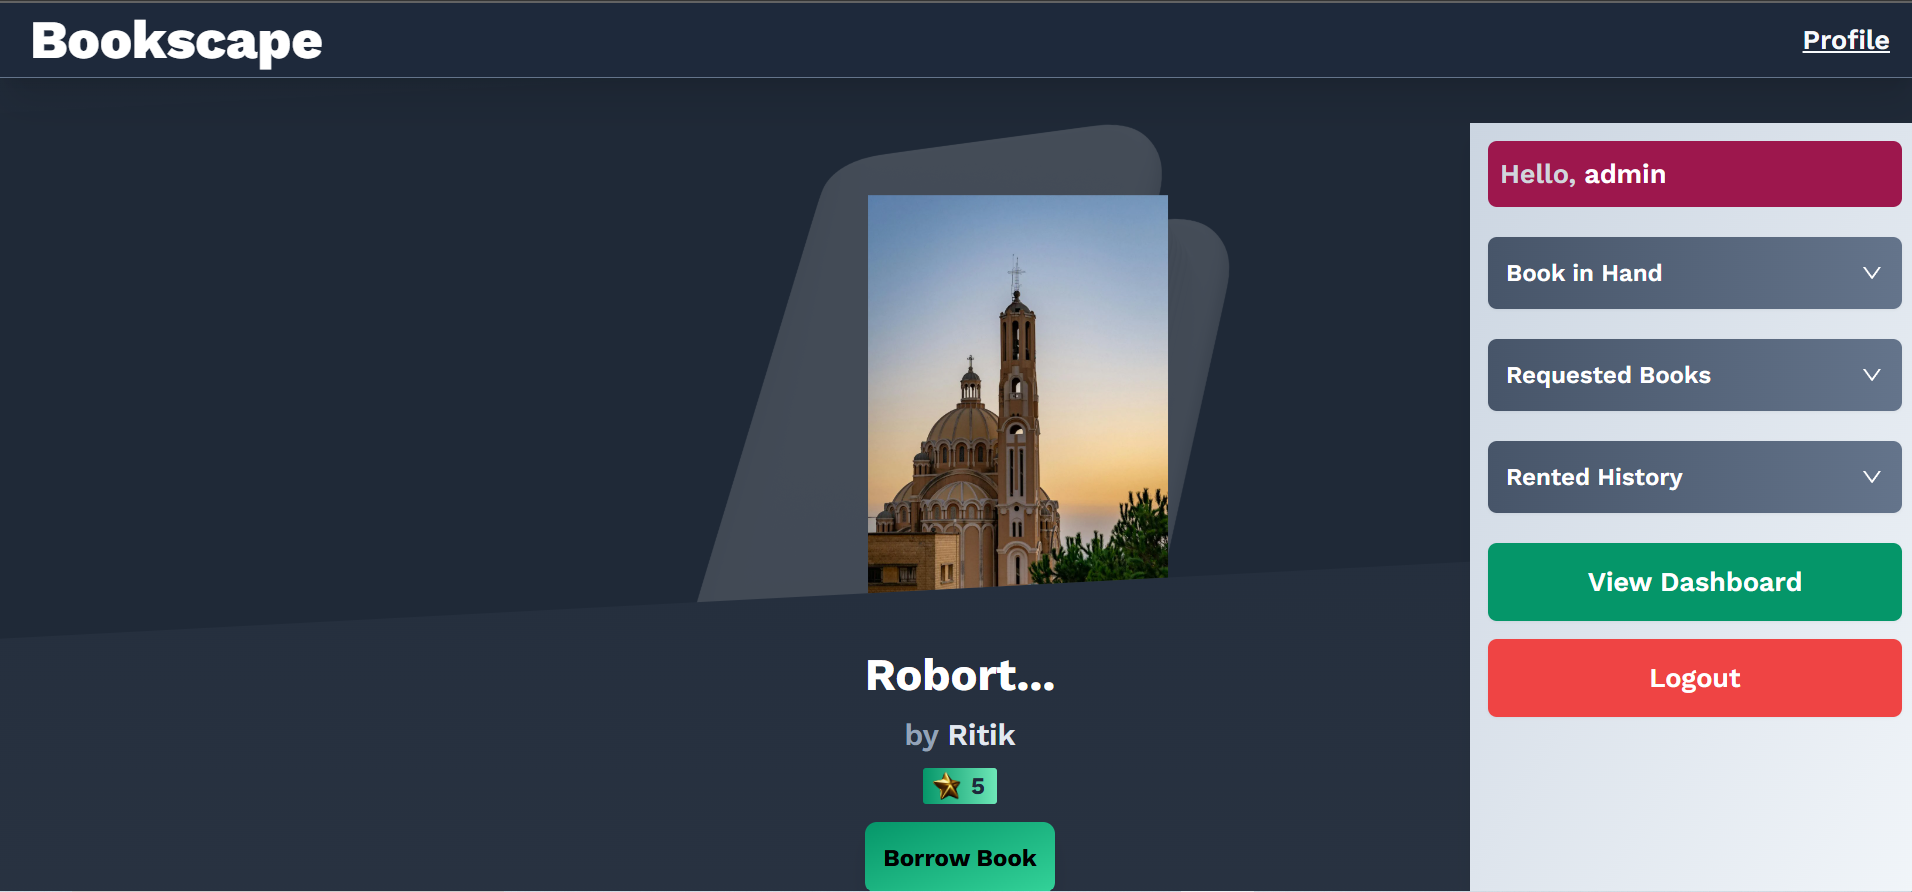 Bookscape
Profile
Hello, admin
Book in Hand
Requested Books
Rented History
View Dashboard
Logout
Robort...
by Ritik
5
Borrow Book